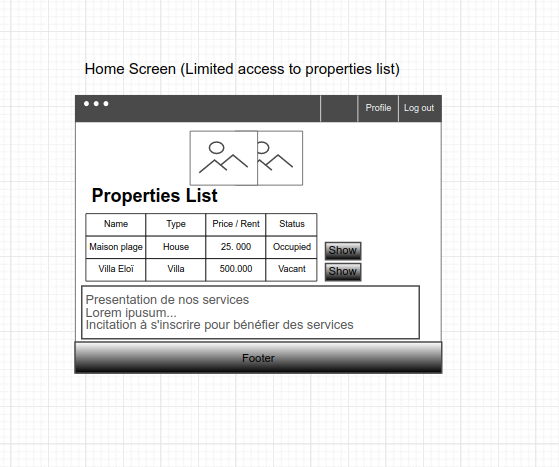 Home Screen (Limited access to properties list)
Profile Log out
Properties List
Name Type Price / Rent Status
Maison plage House 25. 000 Occupied Show
Villa Eloï Villa 500.000 Vacant Show
Presentation de nos services
Lorem ipusum...
Incitation à s'inscrire pour bénéfier des services
Footer